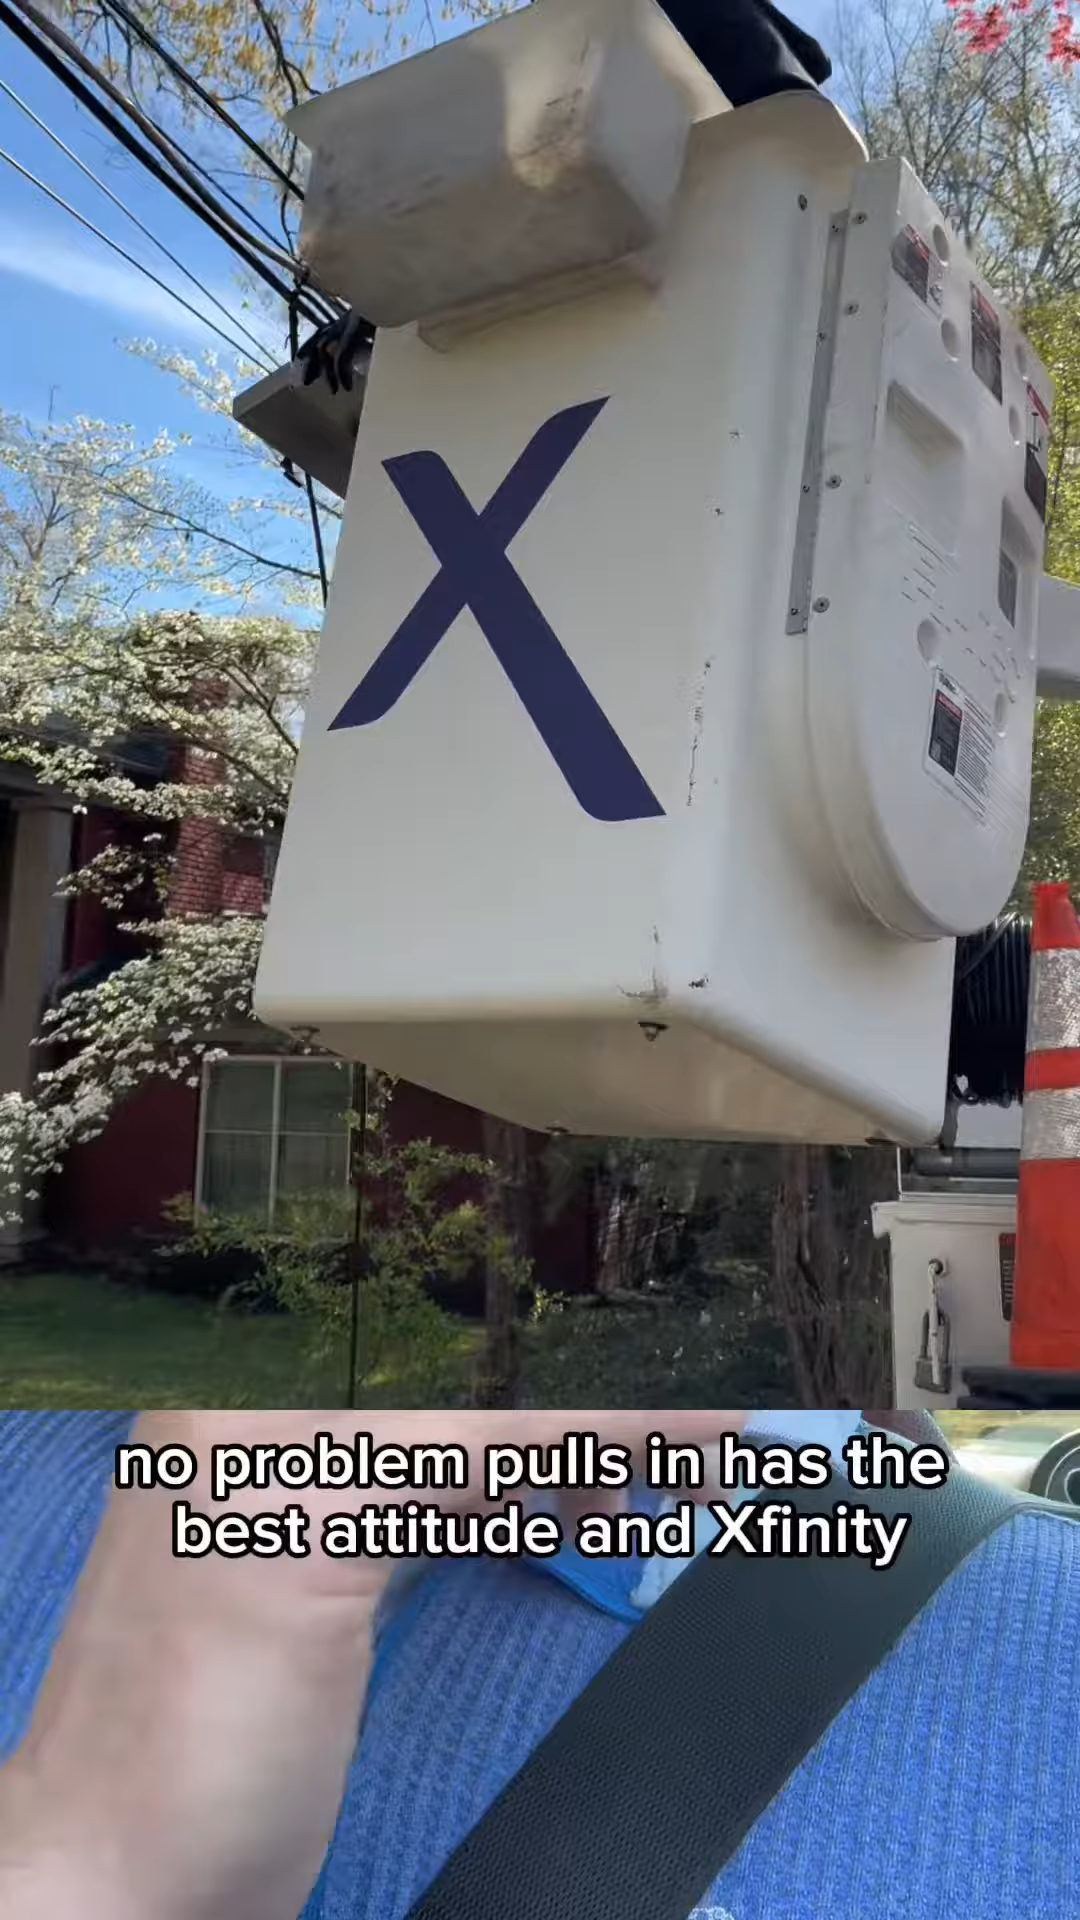 X
no problem pulls in has the
best attitude and Xfinity